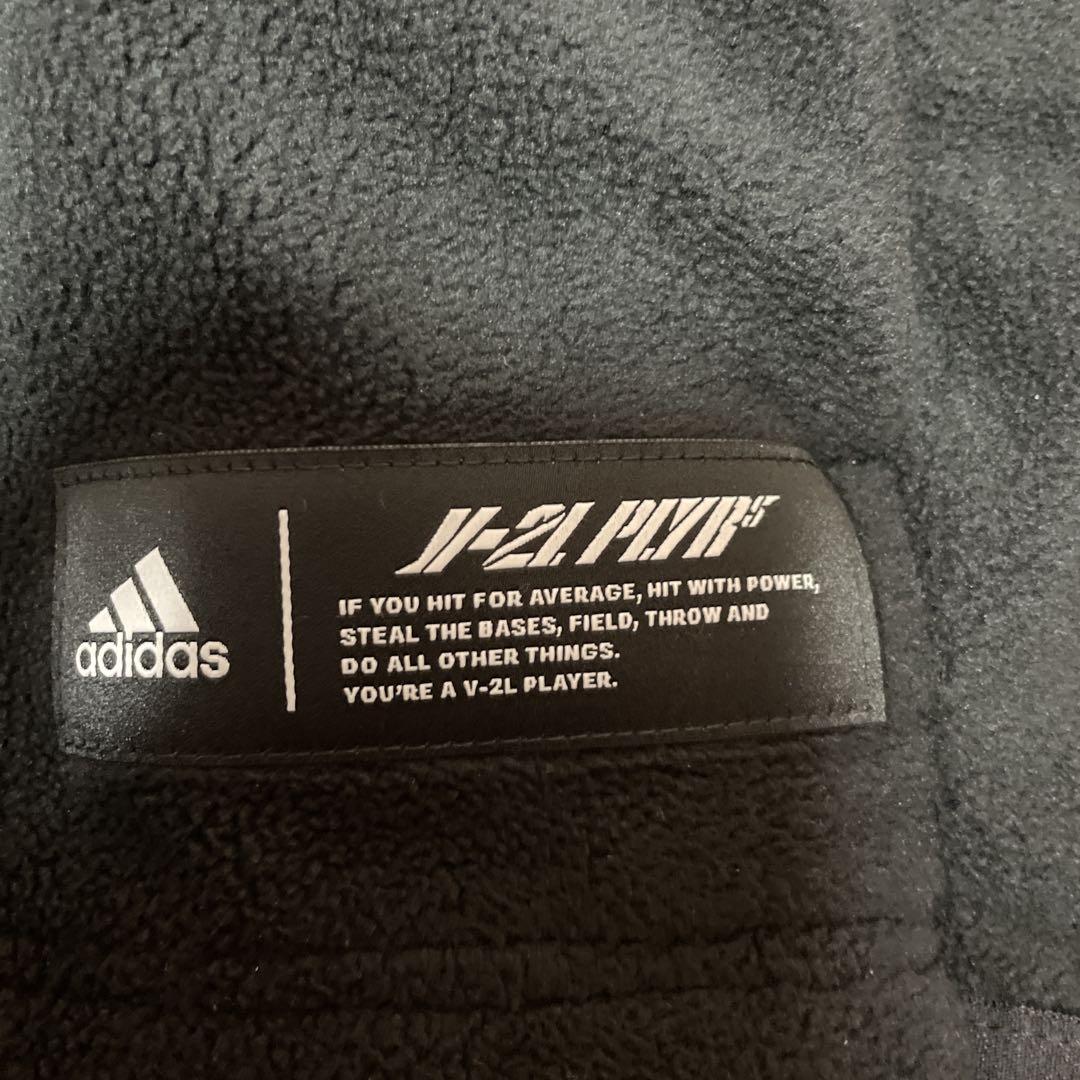 adidas
V-2L PLYRS
IF YOU HIT FOR AVERAGE, HIT WITH POWER,
STEAL THE BASES, FIELD, THROW AND
DO ALL OTHER THINGS.
YOU'RE A V-2L PLAYER.